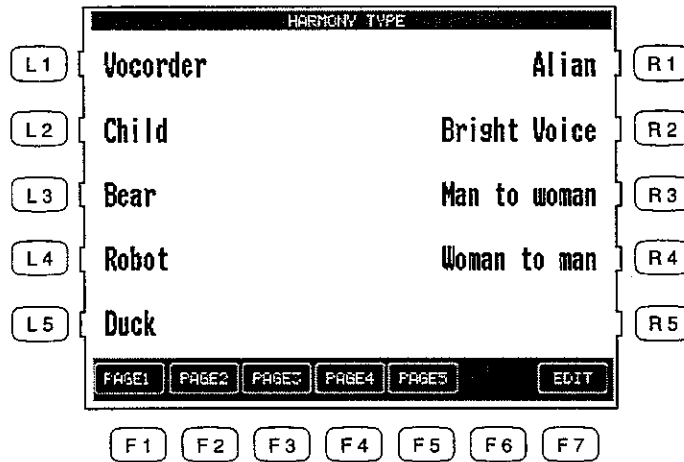 HARMONY TYPE
L1 Vocorder Alian R1
L2 Child Bright Voice R2
L3 Bear Man to woman R3
L4 Robot Woman to man R4
L5 Duck R5
PAGE1 PAGE2 PAGE3 PAGE4 PAGE5 EDIT
F1 F2 F3 F4 F5 F6 F7